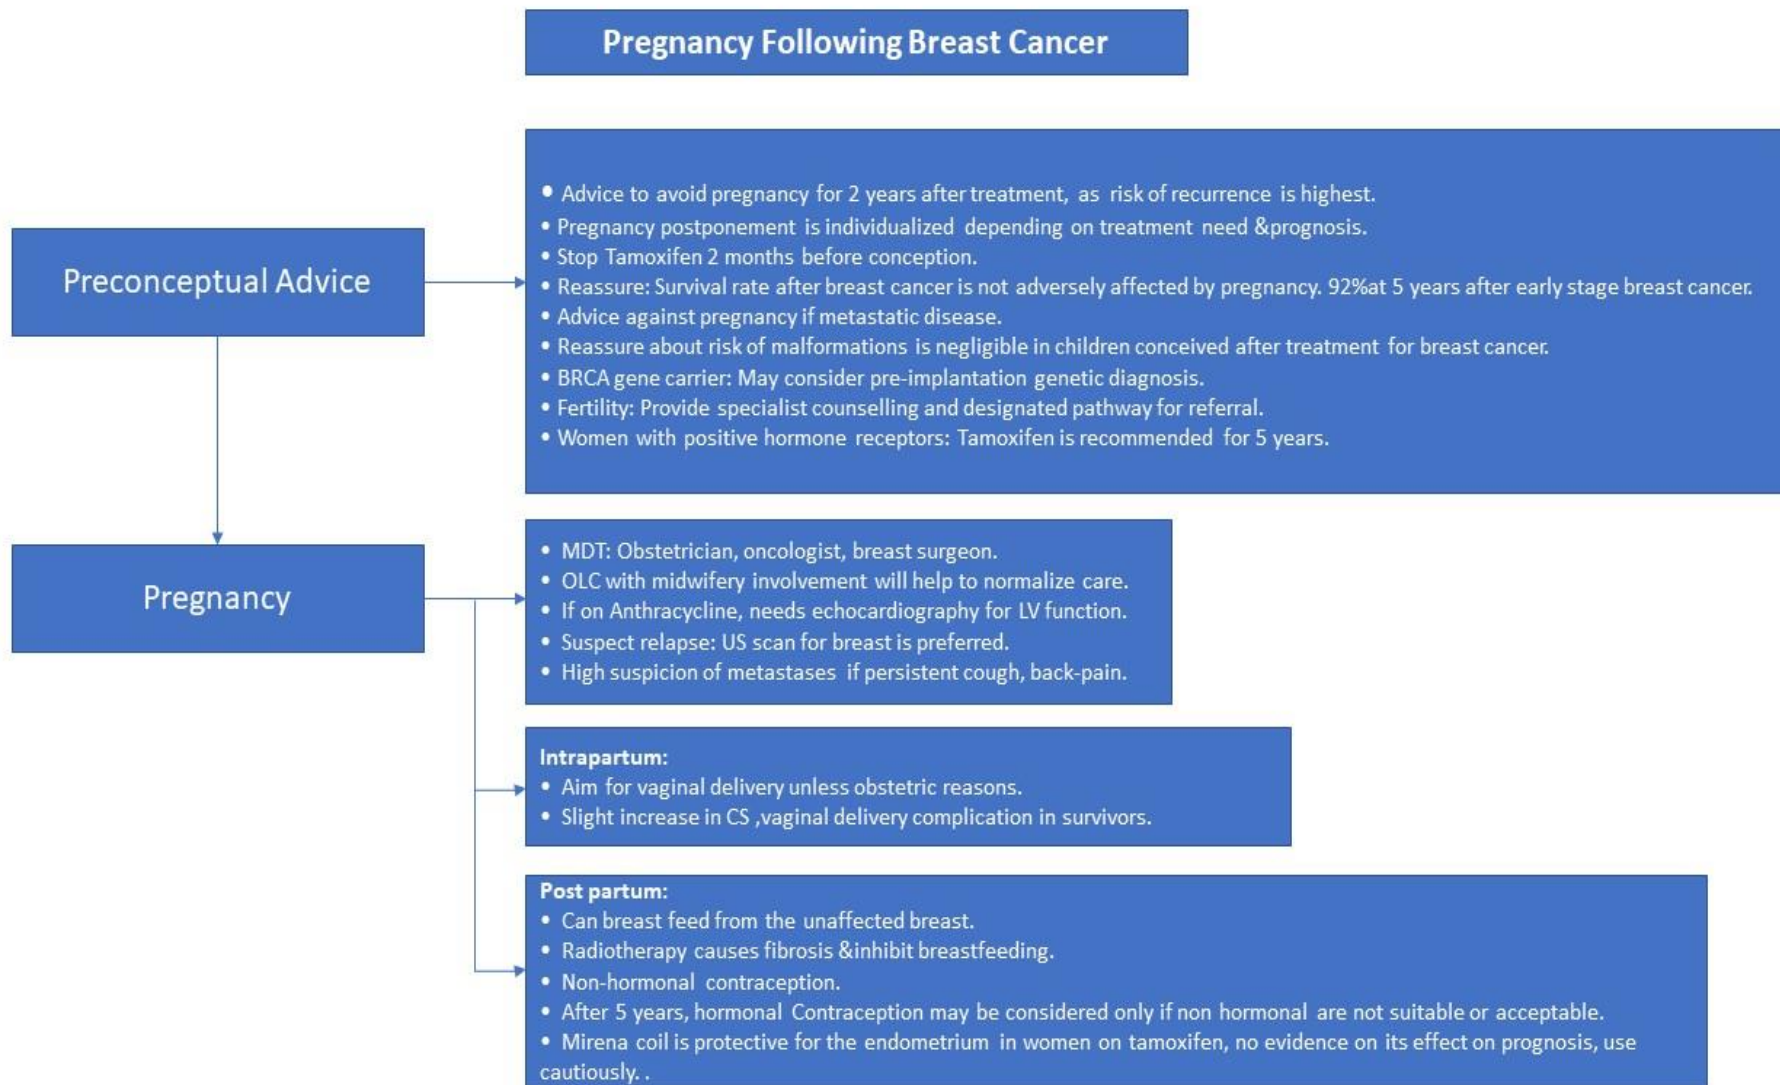 Pregnancy Following Breast Cancer
Preconceptual Advice
• Advice to avoid pregnancy for 2 years after treatment, as risk of recurrence is highest.
• Pregnancy postponement is individualized depending on treatment need &prognosis.
• Stop Tamoxifen 2 months before conception.
• Reassure: Survival rate after breast cancer is not adversely affected by pregnancy. 92%at 5 years after early stage breast cancer.
• Advice against pregnancy if metastatic disease.
• Reassure about risk of malformations is negligible in children conceived after treatment for breast cancer.
• BRCA gene carrier: May consider pre-implantation genetic diagnosis.
• Fertility: Provide specialist counselling and designated pathway for referral.
• Women with positive hormone receptors: Tamoxifen is recommended for 5 years.
Pregnancy
• MDT: Obstetrician, oncologist, breast surgeon.
• OLC with midwifery involvement will help to normalize care.
• If on Anthracycline, needs echocardiography for LV function.
• Suspect relapse: US scan for breast is preferred.
• High suspicion of metastases if persistent cough, back-pain.
Intrapartum:
• Aim for vaginal delivery unless obstetric reasons.
• Slight increase in CS ,vaginal delivery complication in survivors.
Post partum:
• Can breast feed from the unaffected breast.
• Radiotherapy causes fibrosis &inhibit breastfeeding.
• Non-hormonal contraception.
• After 5 years, hormonal Contraception may be considered only if non hormonal are not suitable or acceptable.
• Mirena coil is protective for the endometrium in women on tamoxifen, no evidence on its effect on prognosis, use
cautiously. .